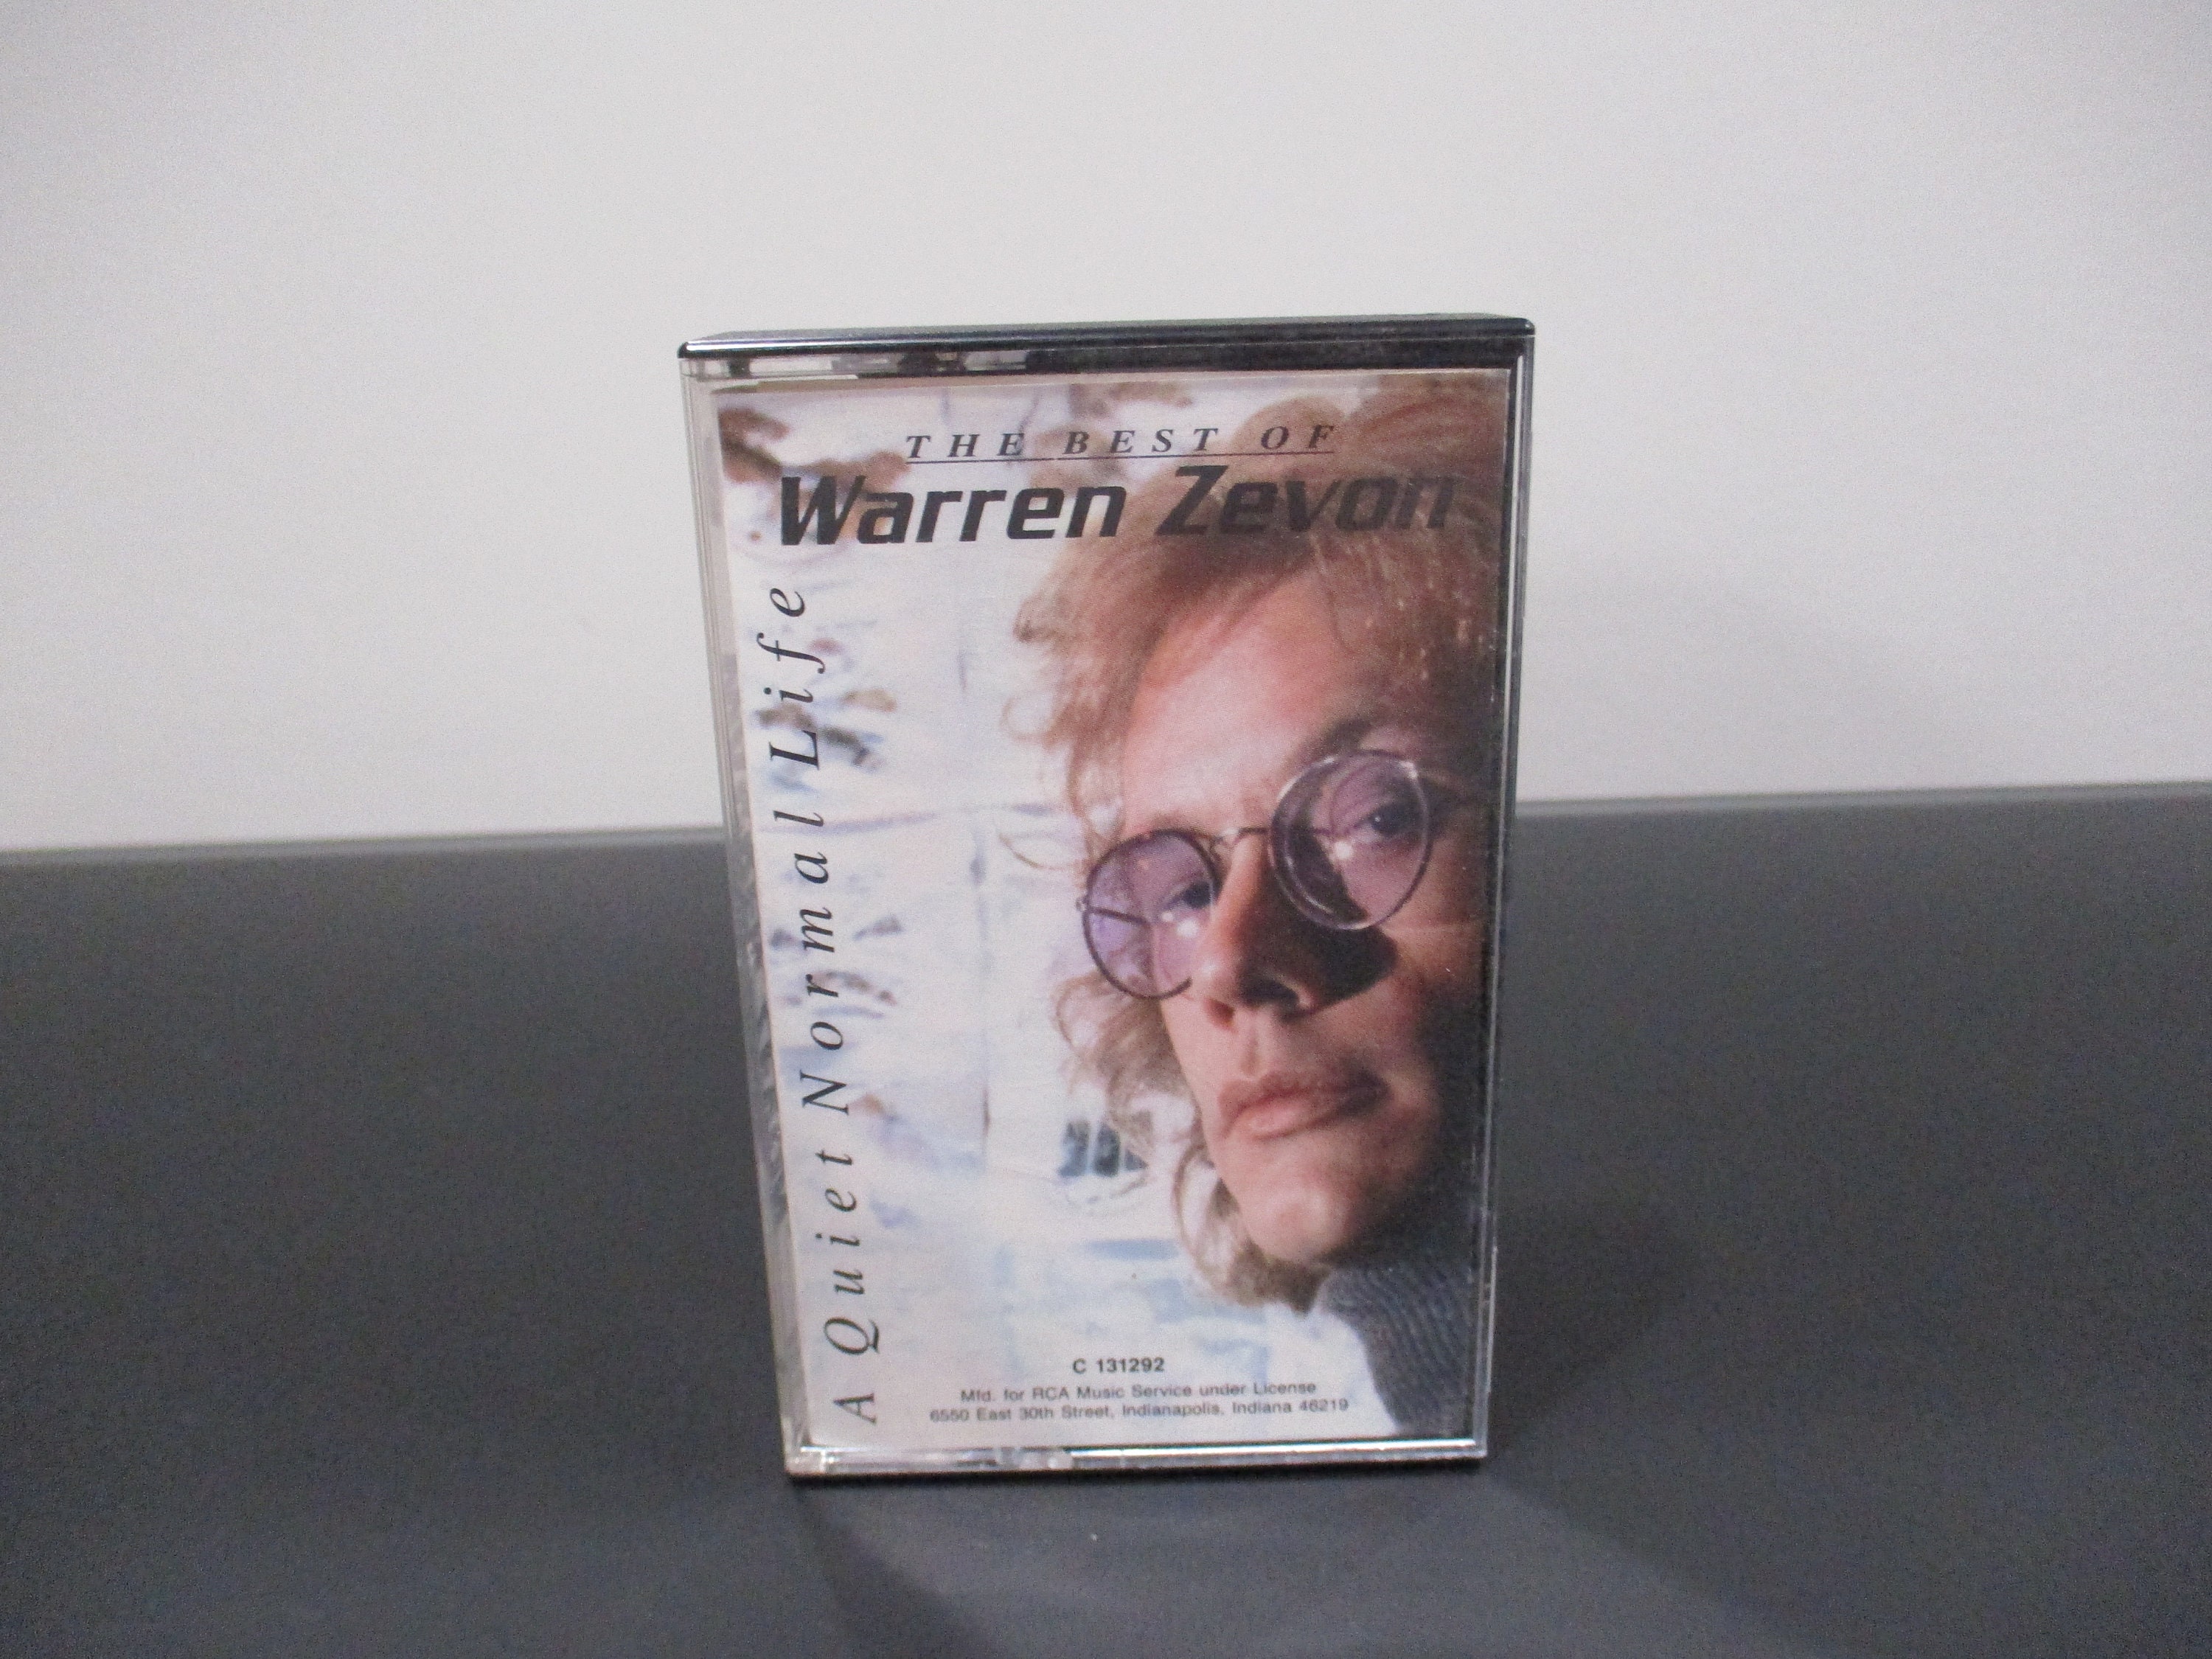 THE BEST OF
Warren Zevon
A Quiet Normal Life
C 131292
Mfd. for RCA Music Service under License
6550 East 30th Street, Indianapolis, Indiana 46219